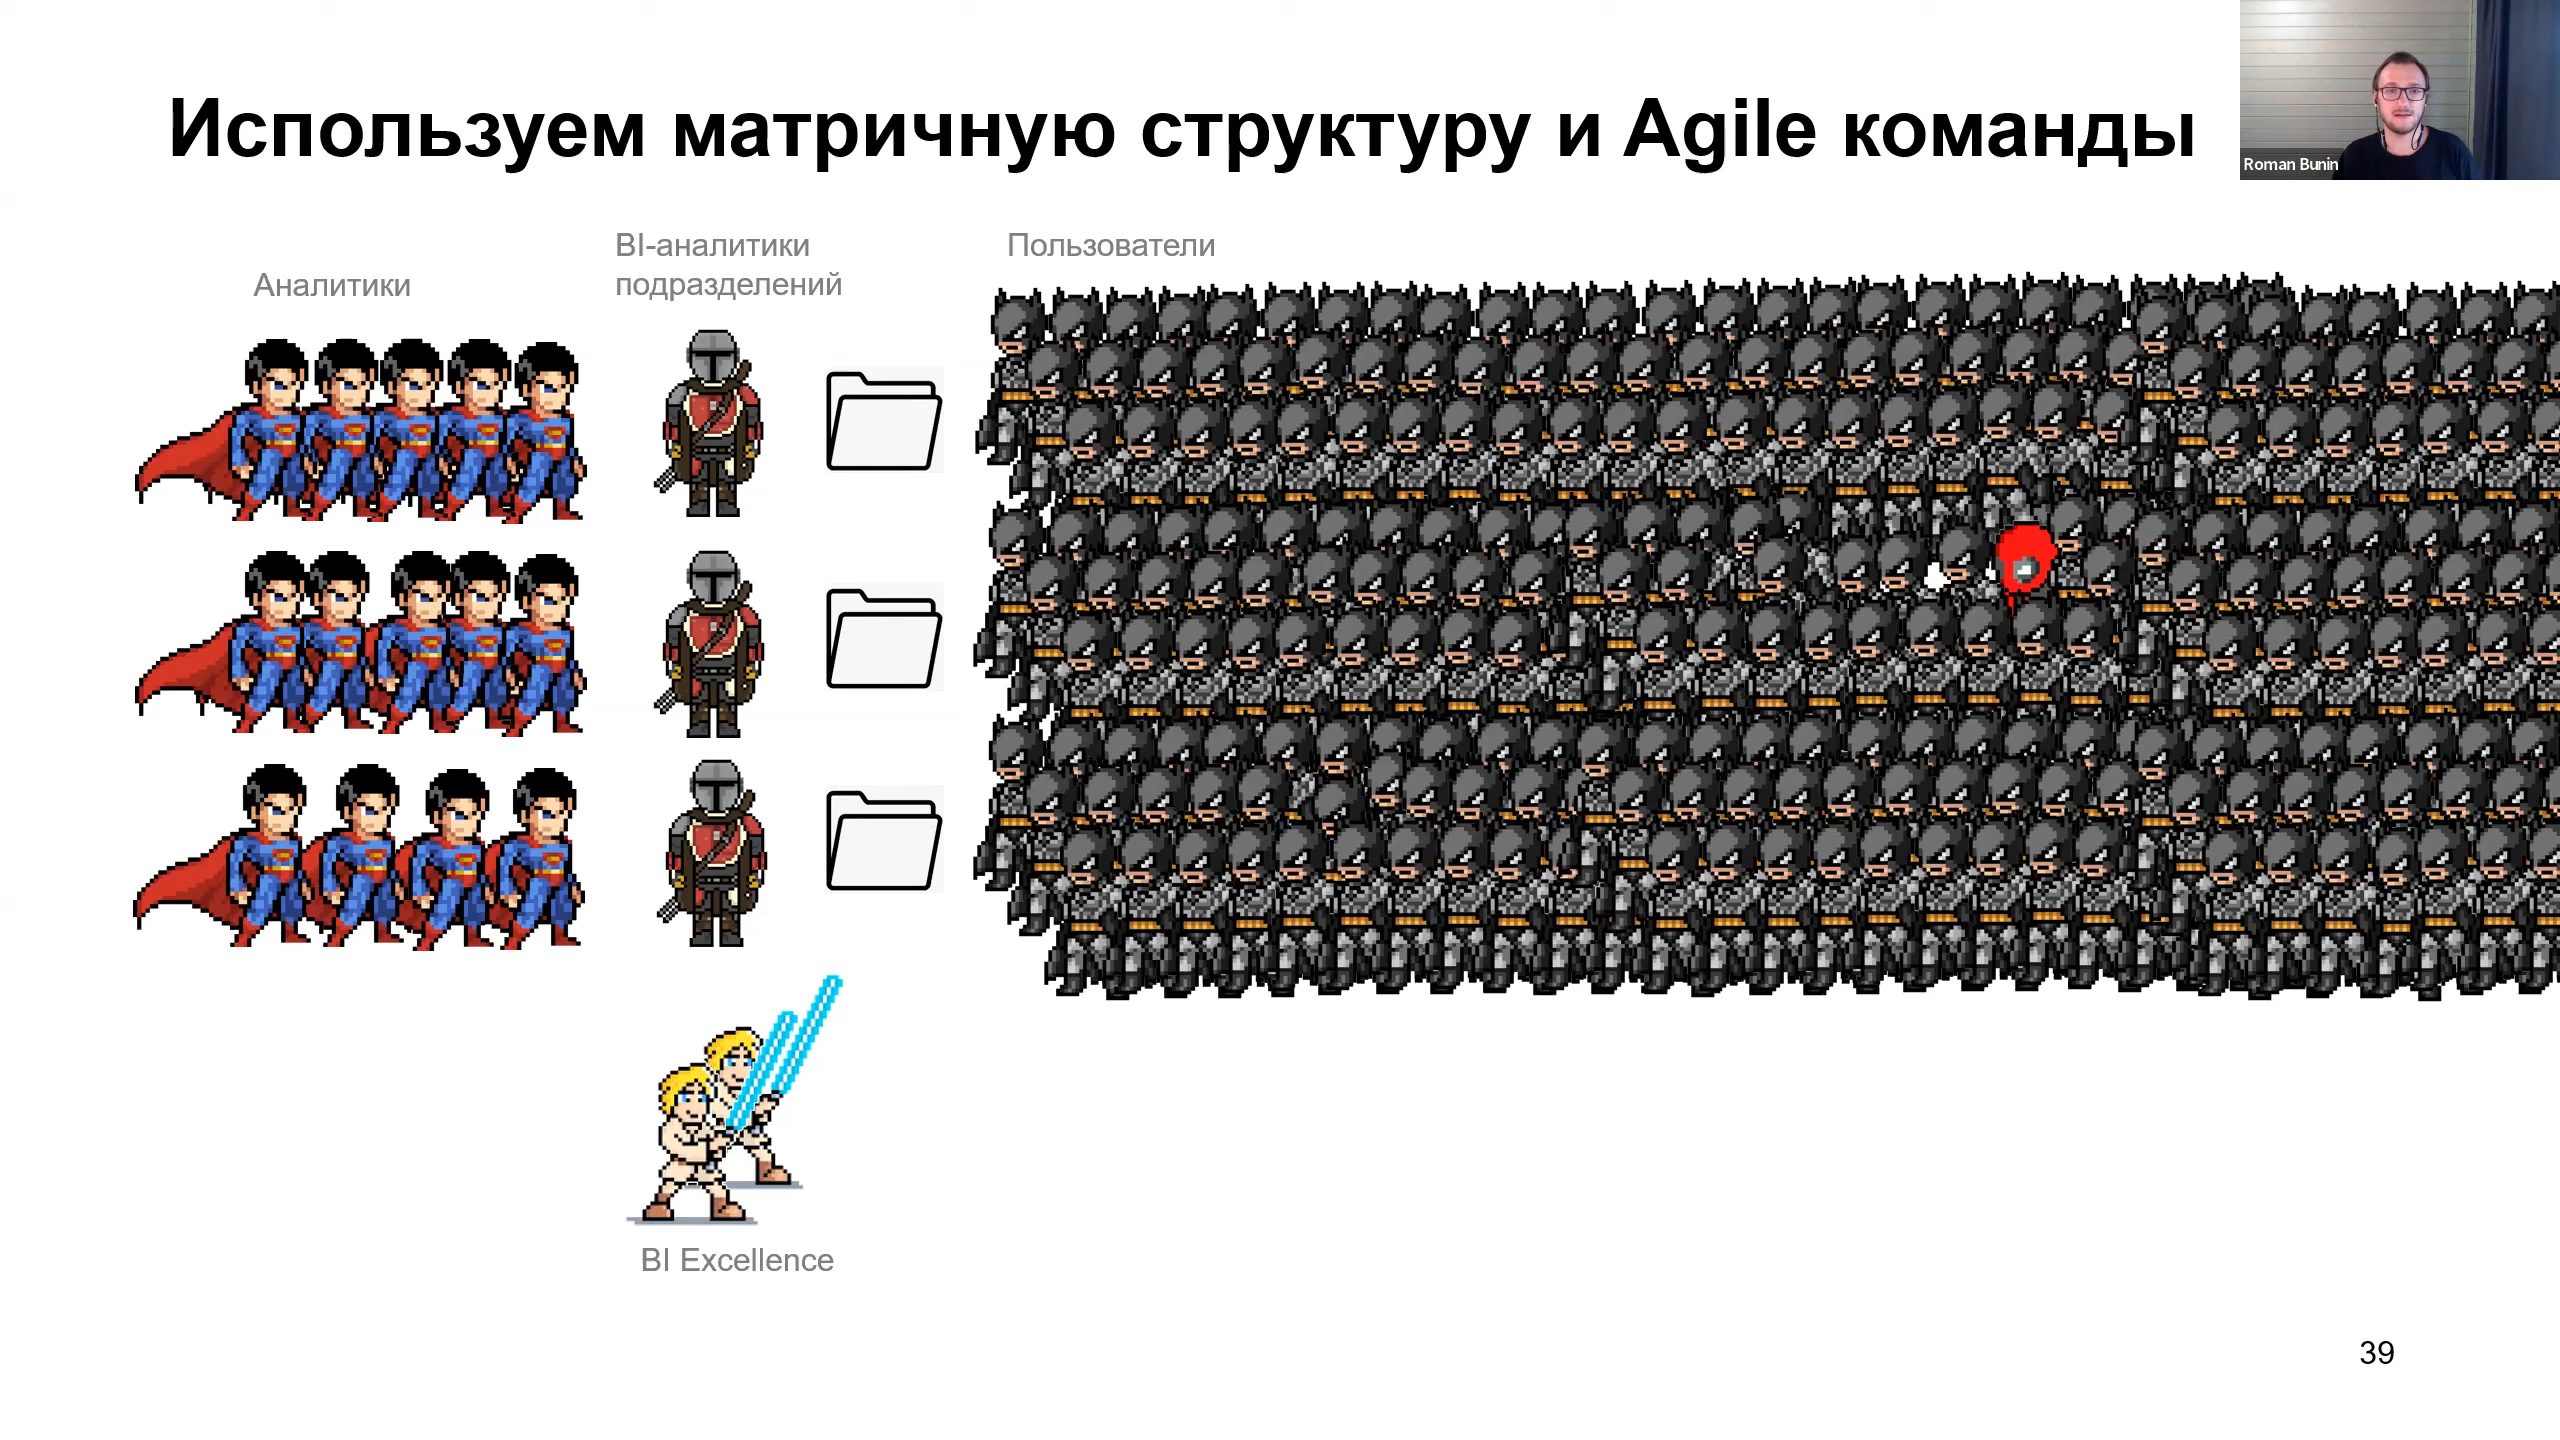 Используем матричную структуру и Agile команды
Roman Bunin
Аналитики
BI-аналитики
подразделений
Пользователи
BI Excellence
39